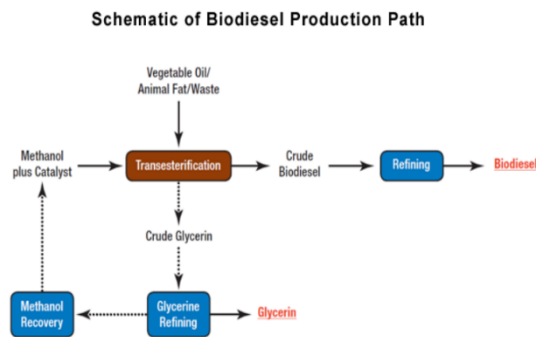 Schematic of Biodiesel Production Path
Vegetable Oil/
Animal Fat/Waste
Methanol
plus Catalyst
Transesterification
Crude
Biodiesel
Refining
Biodiesel
Crude Glycerin
Methanol
Recovery
Glycerine
Refining
Glycerin